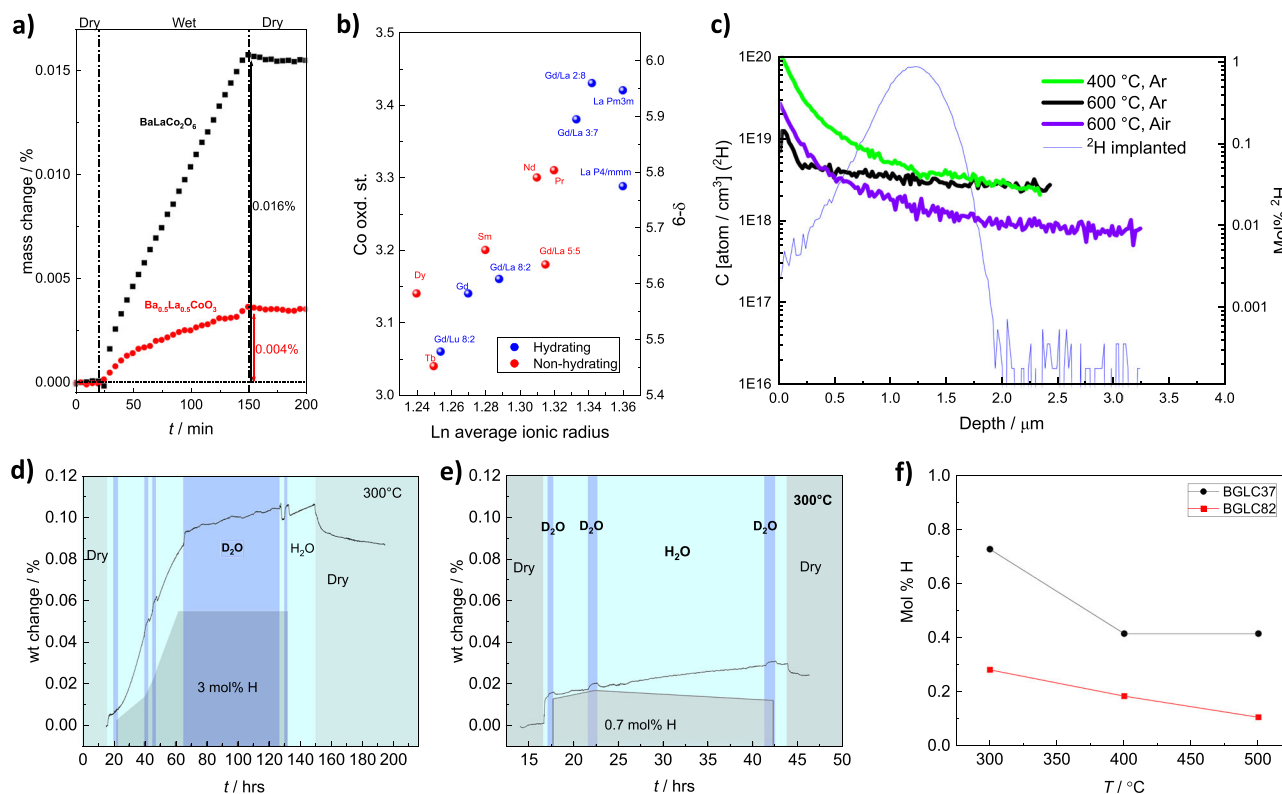 a)
Dry
Wet
Dry
0.015
0.010
0.005
0.000
mass change / %
BaLaCo₂O₆
0.016%
Ba₀.₅La₀.₅CoO₃
0.004%
0
50
100
150
200
t / min
b)
3.5
3.4
3.3
3.2
3.1
3.0
Co oxd. st.
Gd/La 2:8
La Pm3m
Gd/La 3:7
La P4/mmm
Nd
Pr
Sm
Gd/La 5:5
Dy
Gd
Gd/La 8:2
Gd/Lu 8:2
Tb
Hydrating
Non-hydrating
6.0
5.9
5.8
5.7
5.6
5.5
5.4
6-δ
1.24
1.26
1.28
1.30
1.31
1.33
1.34
1.36
Ln average ionic radius
c)
1E20
1E19
1E18
1E17
1E16
C [atom / cm³] (²H)
400 °C, Ar
600 °C, Ar
600 °C, Air
²H implanted
1
0.1
0.01
0.001
Mol% ²H
0.0
0.5
1.0
1.5
2.0
2.5
3.0
3.5
4.0
Depth / μm
d)
0.12
0.10
0.08
0.06
0.04
0.02
0.00
wt change / %
300°C
Dry
D₂O
H₂O
Dry
3 mol% H
0
20
40
60
80
100
120
140
160
200
t / hrs
e)
0.12
0.10
0.08
0.06
0.04
0.02
0.00
wt change / %
300°C
D₂O
D₂O
D₂O
H₂O
Dry
Dry
0.7 mol% H
10
15
20
25
30
35
40
45
50
t / hrs
f)
1.0
0.8
0.6
0.4
0.2
0.0
Mol % H
BGLC37
BGLC82
300
350
400
450
500
T / °C